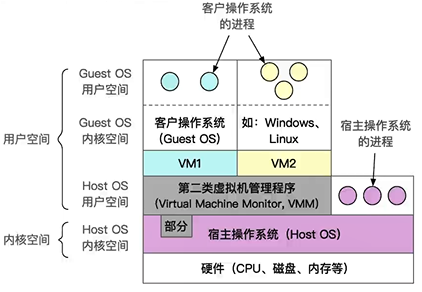 客户操作系统
的进程
Guest OS
用户空间
用户空间
Guest OS
内核空间
客户操作系统
(Guest OS)
如：Windows、
Linux
宿主操作系统
的进程
VM1
VM2
Host OS
用户空间
第二类虚拟机管理程序
(Virtual Machine Monitor, VMM)
内核空间
Host OS
内核空间
部分
宿主操作系统（Host OS）
硬件（CPU、磁盘、内存等）